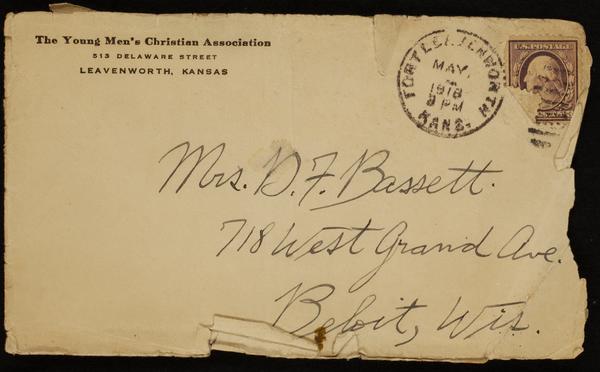 The Young Men's Christian Association
513 DELAWARE STREET
LEAVENWORTH, KANSAS
FORT LEAVENWORTH
MAY
1918
8 PM
KANS.
U.S. POSTAGE
Mrs. D. F. Bassett.
718 West Grand Ave.
Beloit, Wis.